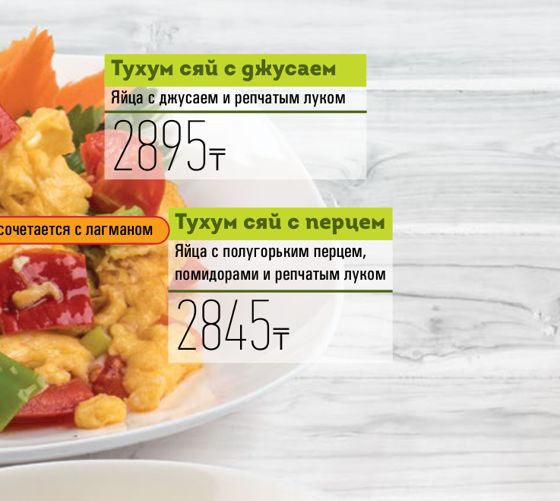 Тухум сяй с джусаем
Яйца с джусаем и репчатым луком
2895₸
сочетается с лагманом
Тухум сяй с перцем
Яйца с полугорьким перцем,
помидорами и репчатым луком
2845₸